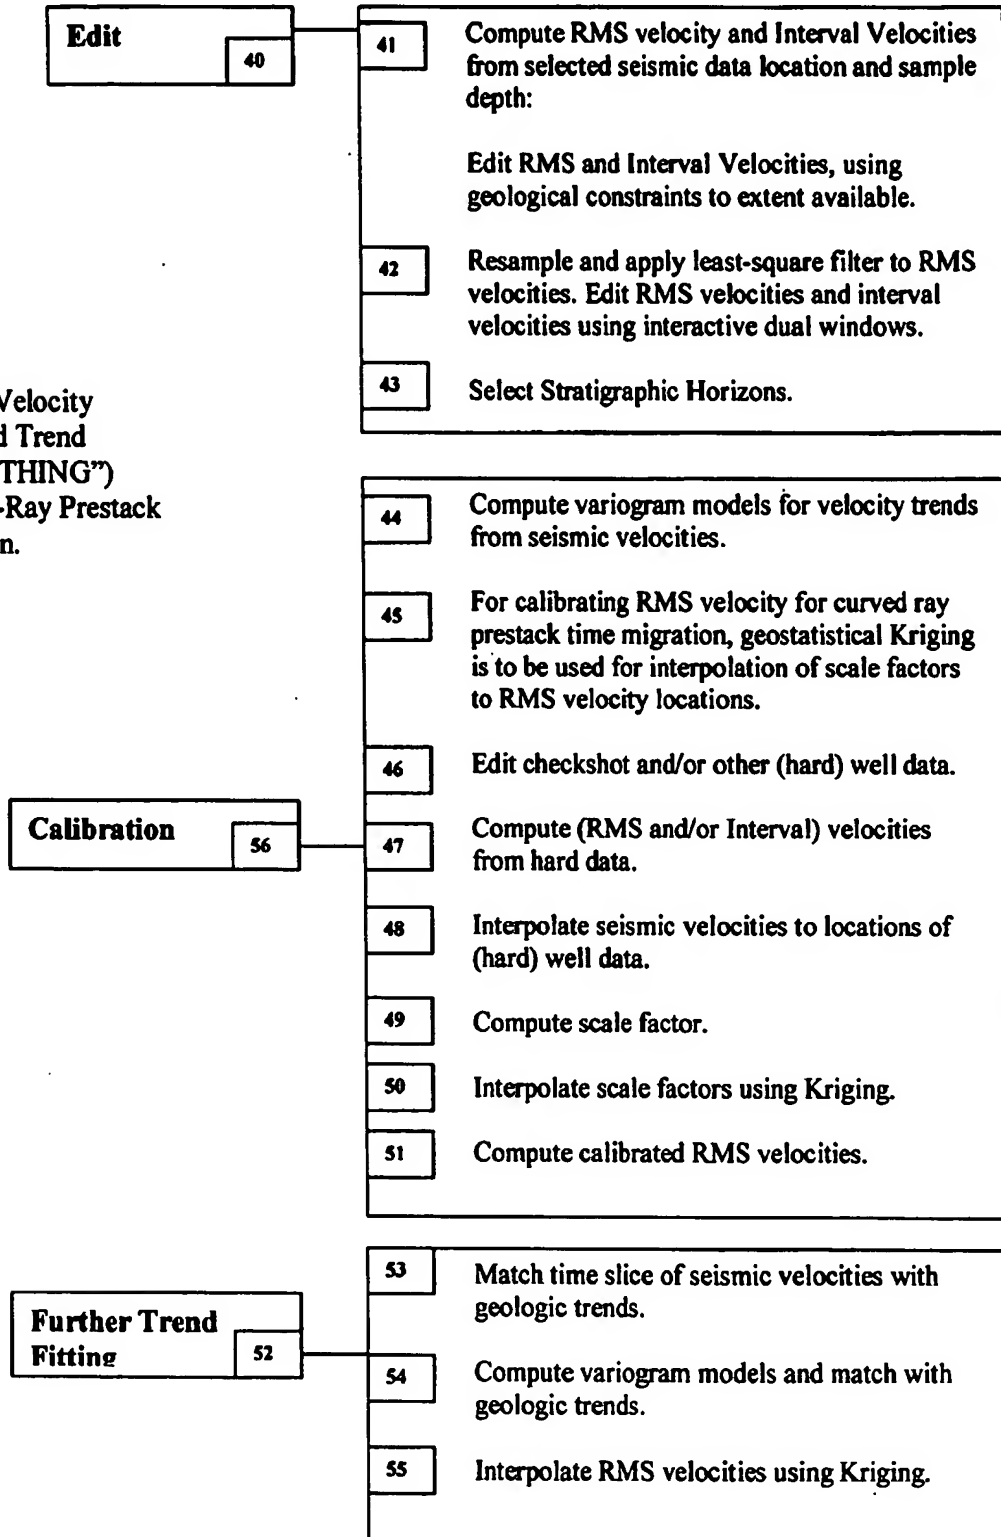 Edit
40
41
Compute RMS velocity and Interval Velocities
from selected seismic data location and sample
depth:
Edit RMS and Interval Velocities, using
geological constraints to extent available.
42
Resample and apply least-square filter to RMS
velocities. Edit RMS velocities and interval
velocities using interactive dual windows.
43
Select Stratigraphic Horizons.
Velocity
Trend
THING”)
-Ray Prestack
n.
44
Compute variogram models for velocity trends
from seismic velocities.
45
For calibrating RMS velocity for curved ray
prestack time migration, geostatistical Kriging
is to be used for interpolation of scale factors
to RMS velocity locations.
46
Edit checkshot and/or other (hard) well data.
Calibration
56
47
Compute (RMS and/or Interval) velocities
from hard data.
48
Interpolate seismic velocities to locations of
(hard) well data.
49
Compute scale factor.
50
Interpolate scale factors using Kriging.
51
Compute calibrated RMS velocities.
53
Match time slice of seismic velocities with
geologic trends.
Further Trend
Fitting
52
54
Compute variogram models and match with
geologic trends.
55
Interpolate RMS velocities using Kriging.